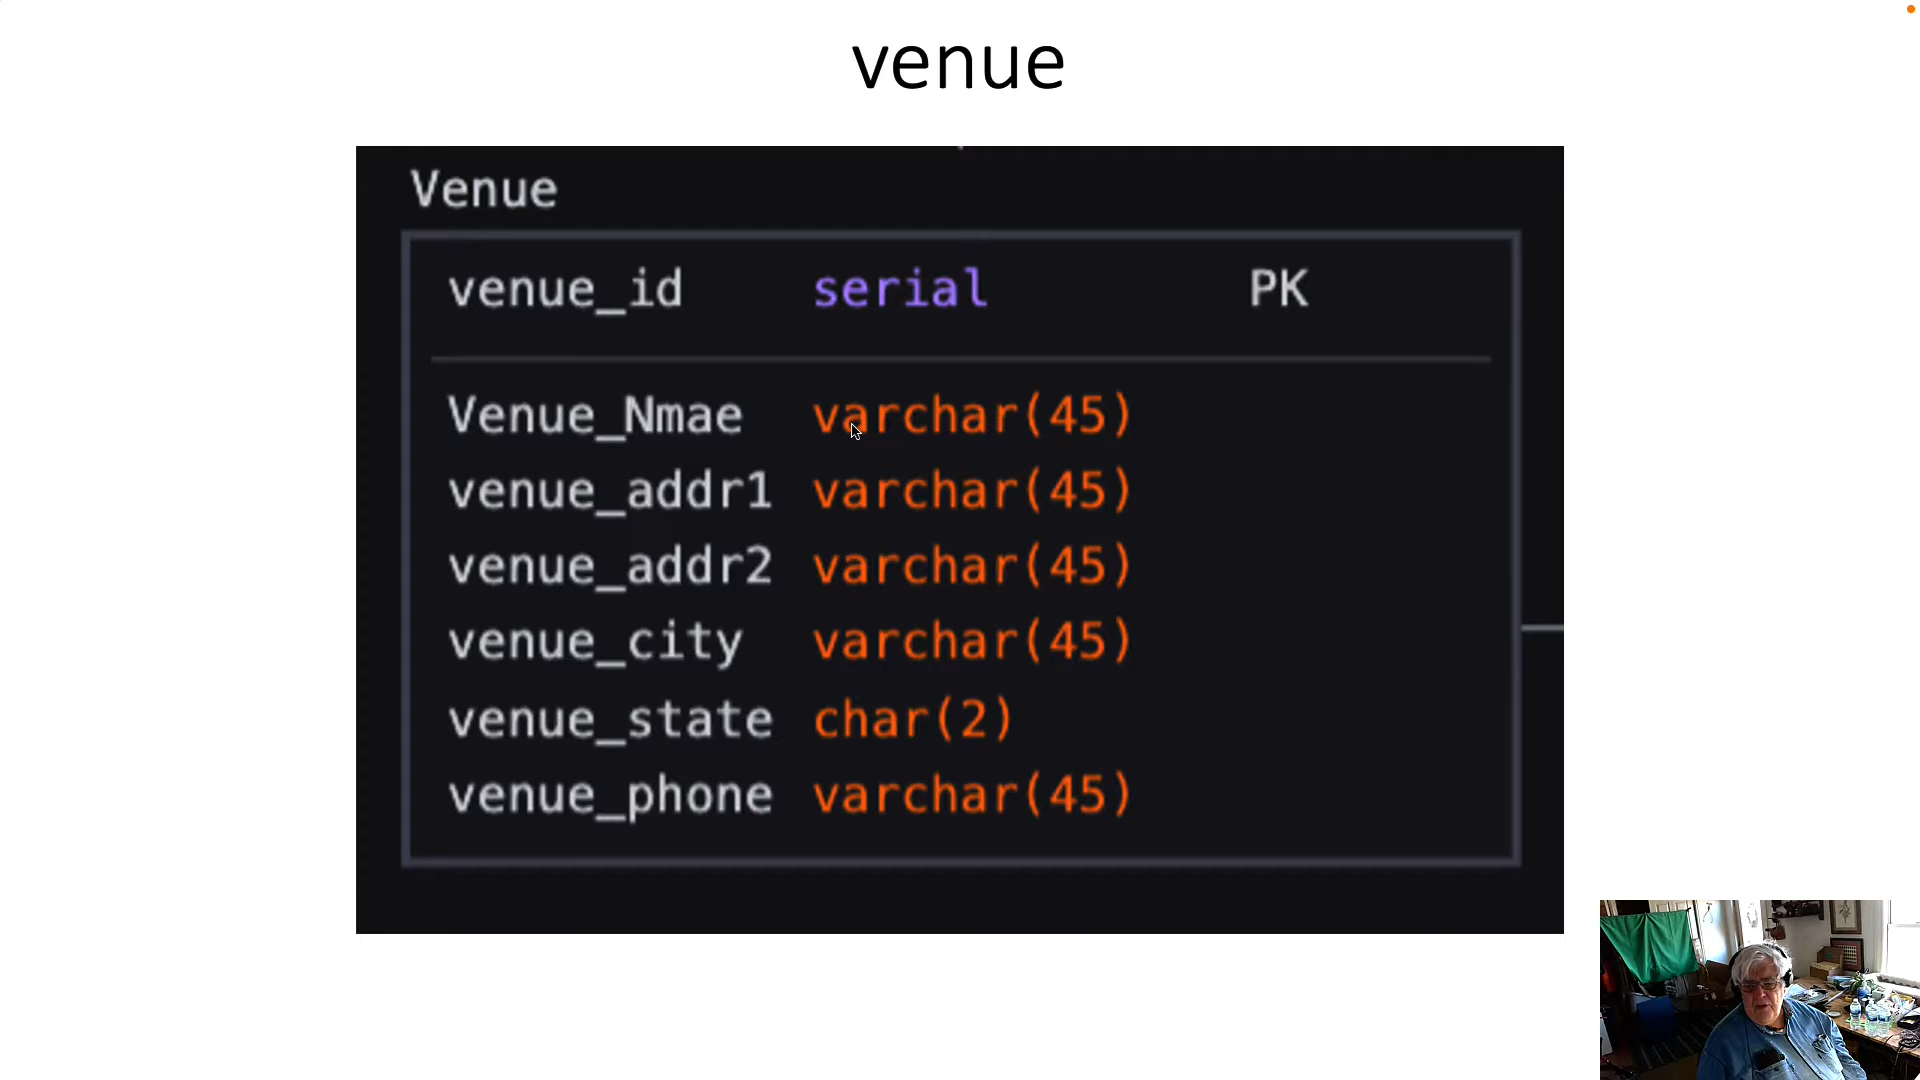 venue
Venue
venue_id serial PK
Venue_Nmae varchar(45)
venue_addr1 varchar(45)
venue_addr2 varchar(45)
venue_city varchar(45)
venue_state char(2)
venue_phone varchar(45)